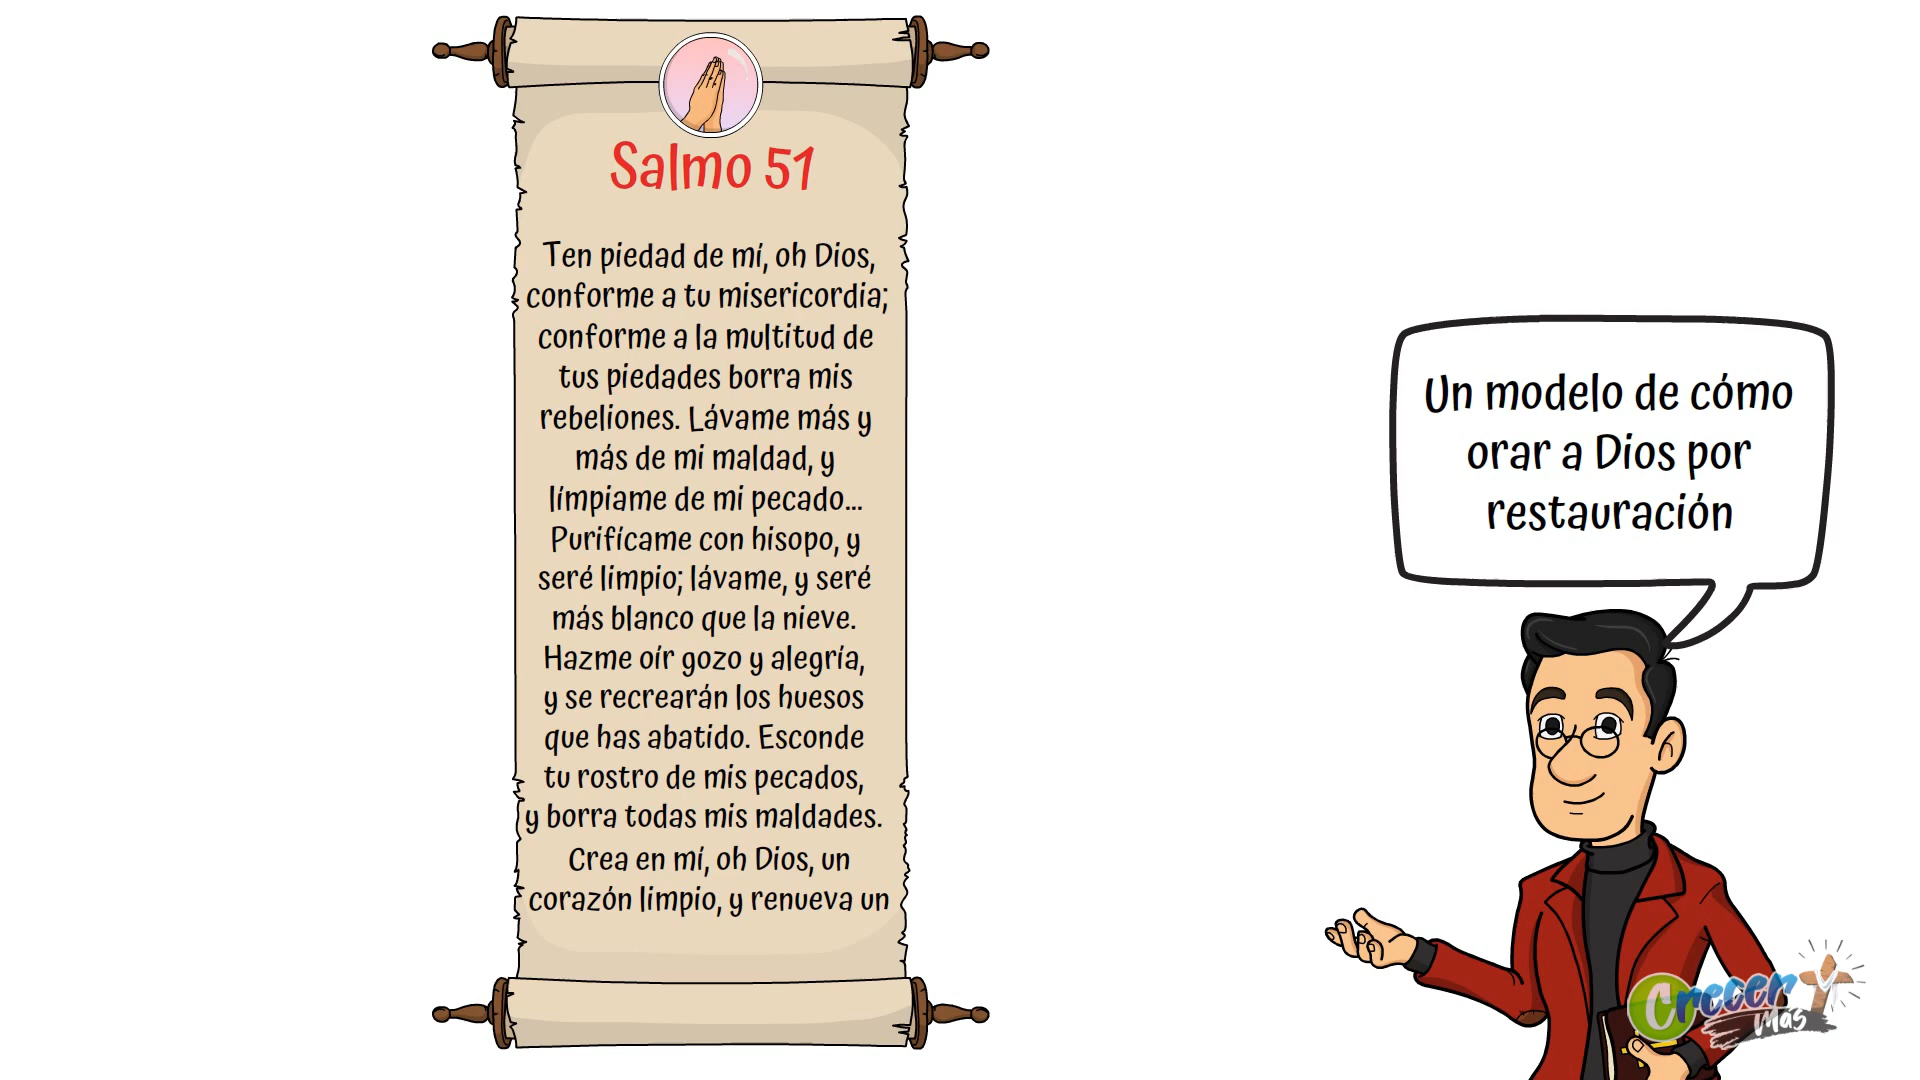 Salmo 51
Ten piedad de mí, oh Dios,
conforme a tu misericordia;
conforme a la multitud de
tus piedades borra mis
rebeliones. Lávame más y
más de mi maldad, y
límpiame de mi pecado...
Purifícame con hisopo, y
seré limpio; lávame, y seré
más blanco que la nieve.
Hazme oír gozo y alegría,
y se recrearán los huesos
que has abatido. Esconde
tu rostro de mis pecados,
y borra todas mis maldades.
Crea en mí, oh Dios, un
corazón limpio, y renueva un
Un modelo de cómo
orar a Dios por
restauración
Crecer
Más